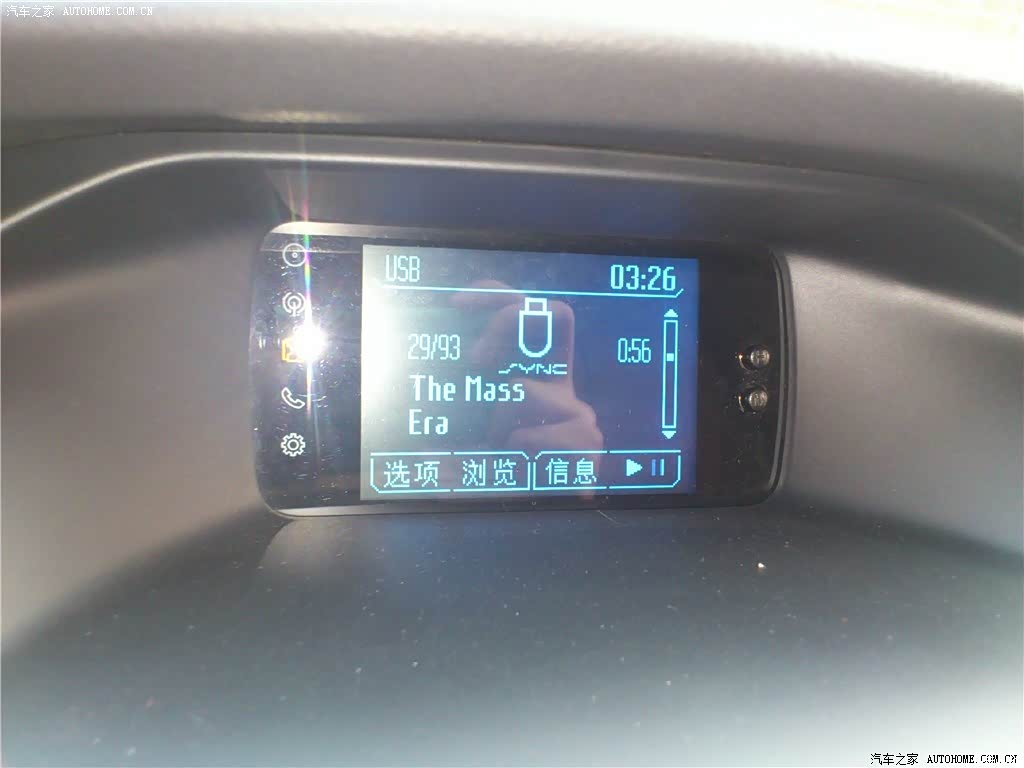 汽车之家 AUTOHOME.COM.CN
USB 03:26
29/93 0:56
SYNC
The Mass
Era
选项 浏览 信息
汽车之家 AUTOHOME.COM.CN